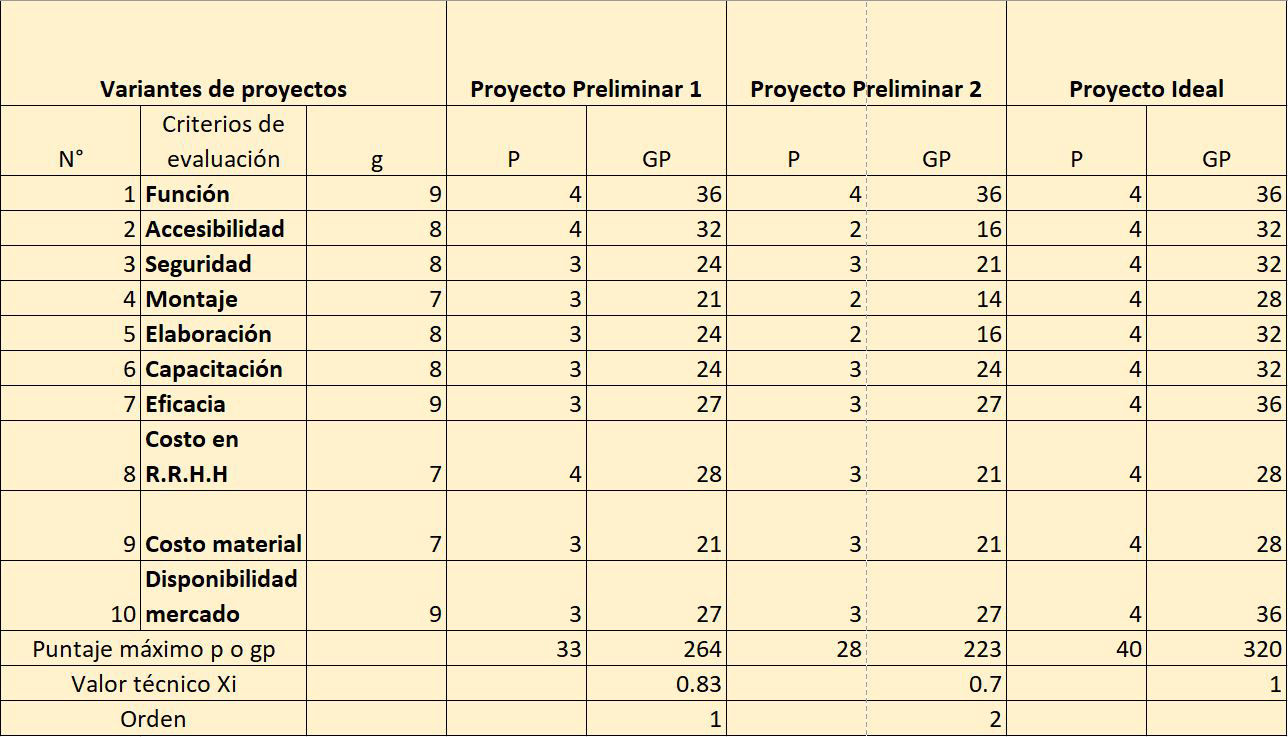 Variantes de proyectos Proyecto Preliminar 1 Proyecto Preliminar 2 Proyecto Ideal
N° Criterios de evaluación g P GP P GP P GP
1 Función 9 4 36 4 36 4 36
2 Accesibilidad 8 4 32 2 16 4 32
3 Seguridad 8 3 24 3 21 4 32
4 Montaje 7 3 21 2 14 4 28
5 Elaboración 8 3 24 2 16 4 32
6 Capacitación 8 3 24 3 24 4 32
7 Eficacia 9 3 27 3 27 4 36
Costo en
8 R.R.H.H 7 4 28 3 21 4 28
9 Costo material 7 3 21 3 21 4 28
Disponibilidad
10 mercado 9 3 27 3 27 4 36
Puntaje máximo p o gp 33 264 28 223 40 320
Valor técnico Xi 0.83 0.7 1
Orden 1 2